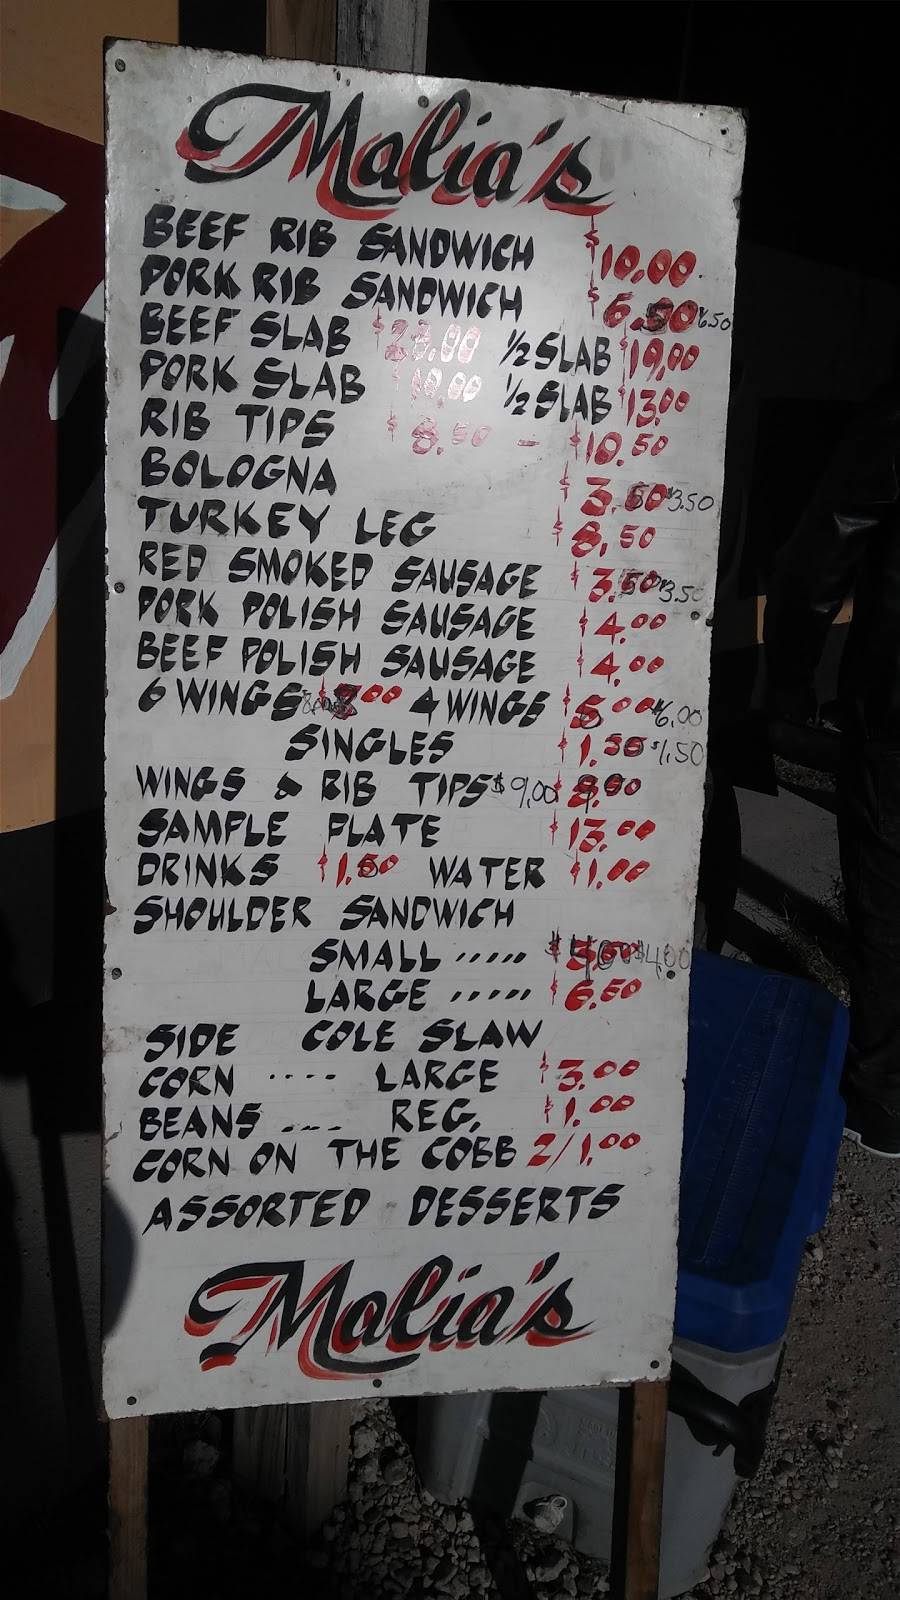 Malia's
BEEF RIB SANDWICH $10.00
PORK RIB SANDWICH $6.50 6.50
BEEF SLAB $ ½ SLAB $19.00
PORK SLAB ½ SLAB $13.00
RIB TIPS $8.50 - $10.50
BOLOGNA $3.50 $3.50
TURKEY LEG $8.50
RED SMOKED SAUSAGE $3.50 3.50
PORK POLISH SAUSAGE $4.00
BEEF POLISH SAUSAGE $4.00
6 WINGS 4 WINGS $ .00 $6.00
SINGLES $1.50 $1.50
WINGS & RIB TIPS $9.00
SAMPLE PLATE $13.00
DRINKS $1.50 WATER $1.00
SHOULDER SANDWICH
SMALL ..... $4.00
LARGE ..... $6.50
SIDE COLE SLAW
CORN .... LARGE $3.00
BEANS .... REG. $1.00
CORN ON THE COBB 2/1.00
ASSORTED DESSERTS
Malia's